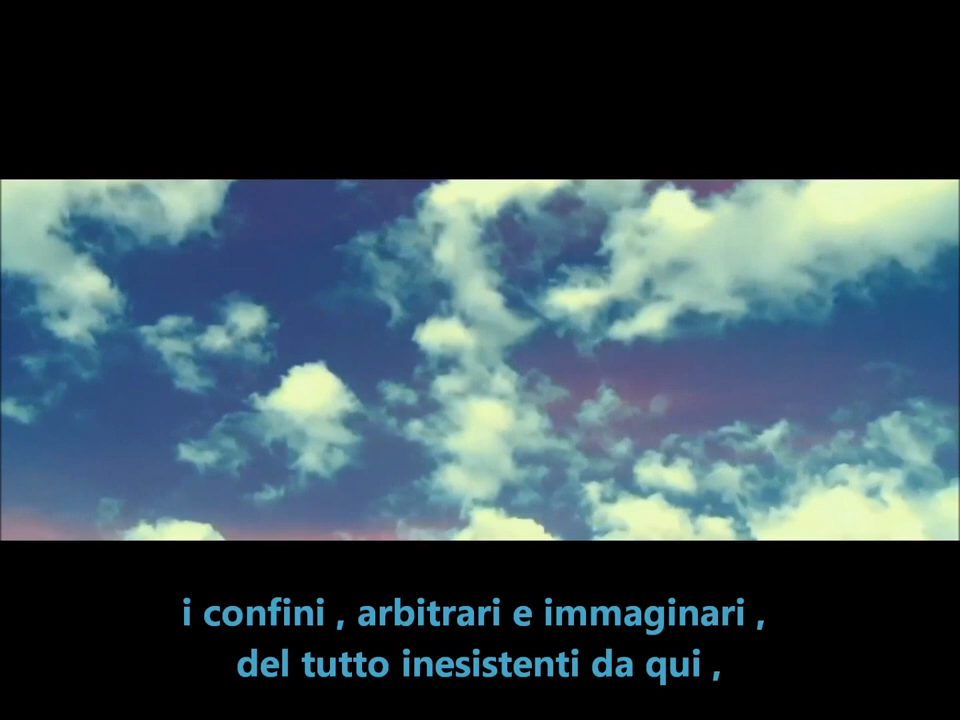 i confini , arbitrari e immaginari ,
del tutto inesistenti da qui ,